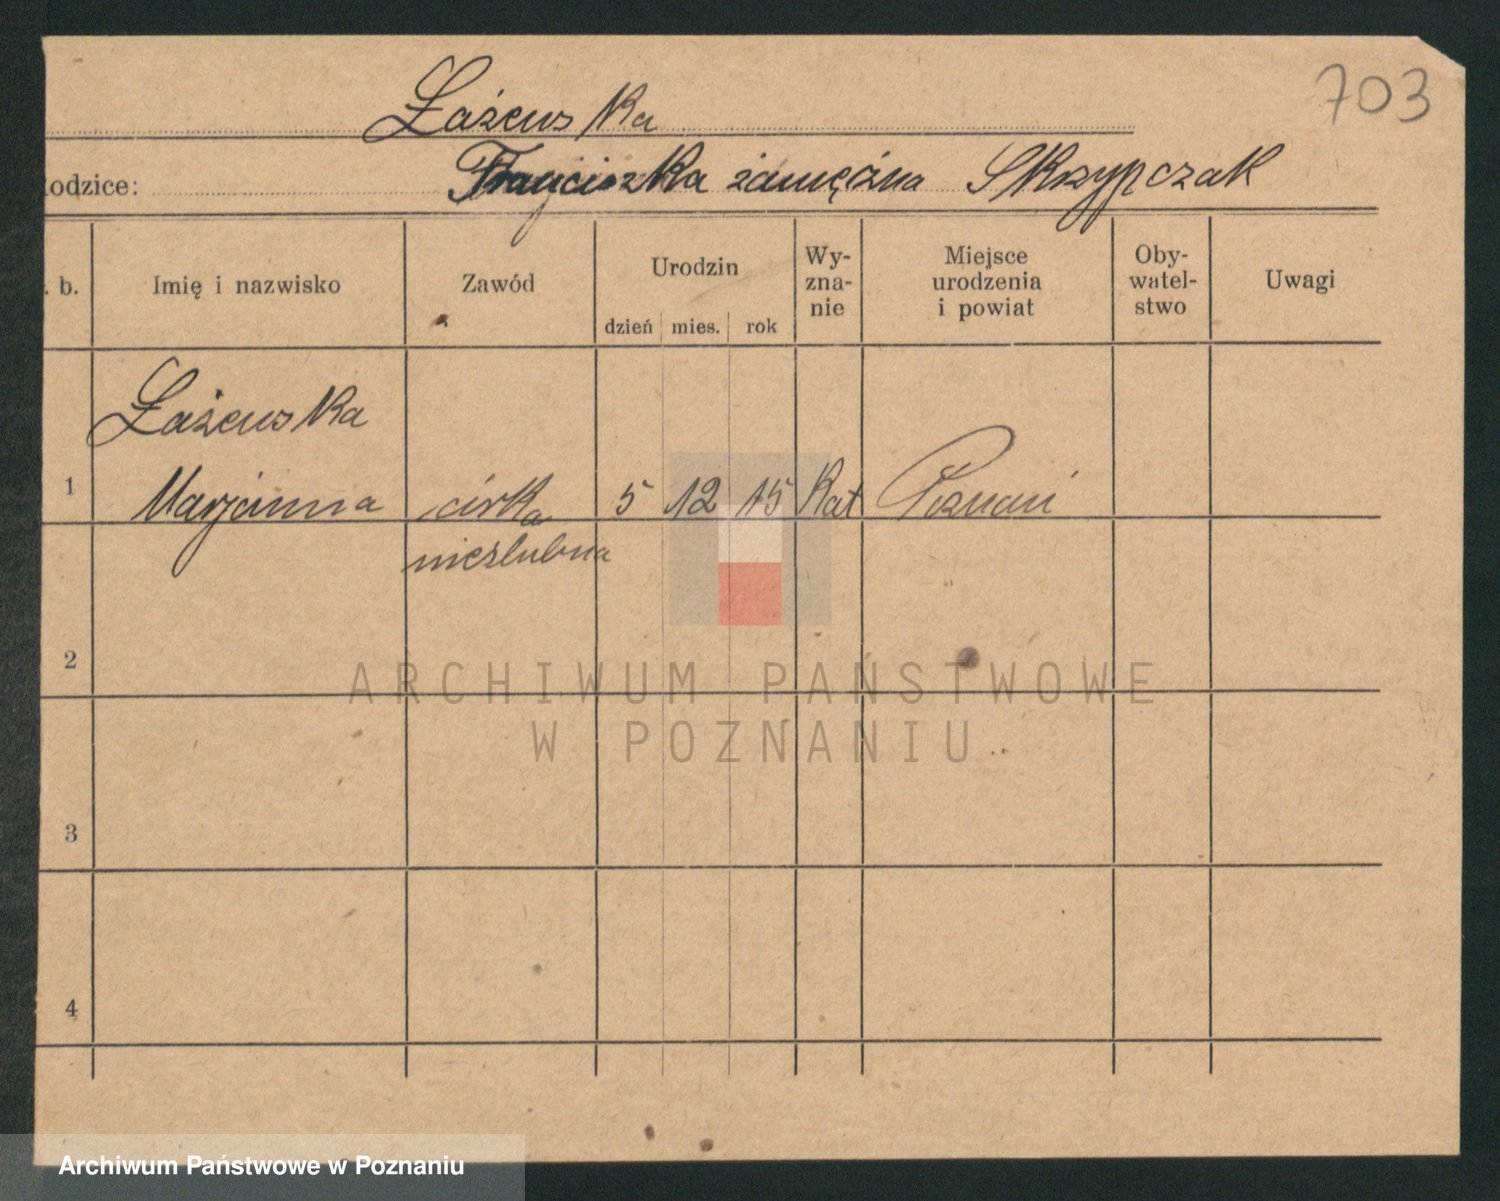 703
Łażewska
Rodzice: Franciszka zamężna Skrzypczak
. b. Imię i nazwisko Zawód Urodzin dzień mies. rok Wy- zna- nie Miejsce urodzenia i powiat Oby- watel- stwo Uwagi
Łażewska
1 Marjanna córka 5 12 15 Kat Poznań
nieślubna
2
ARCHIWUM PAŃSTWOWE
W POZNANIU
3
4
Archiwum Państwowe w Poznaniu